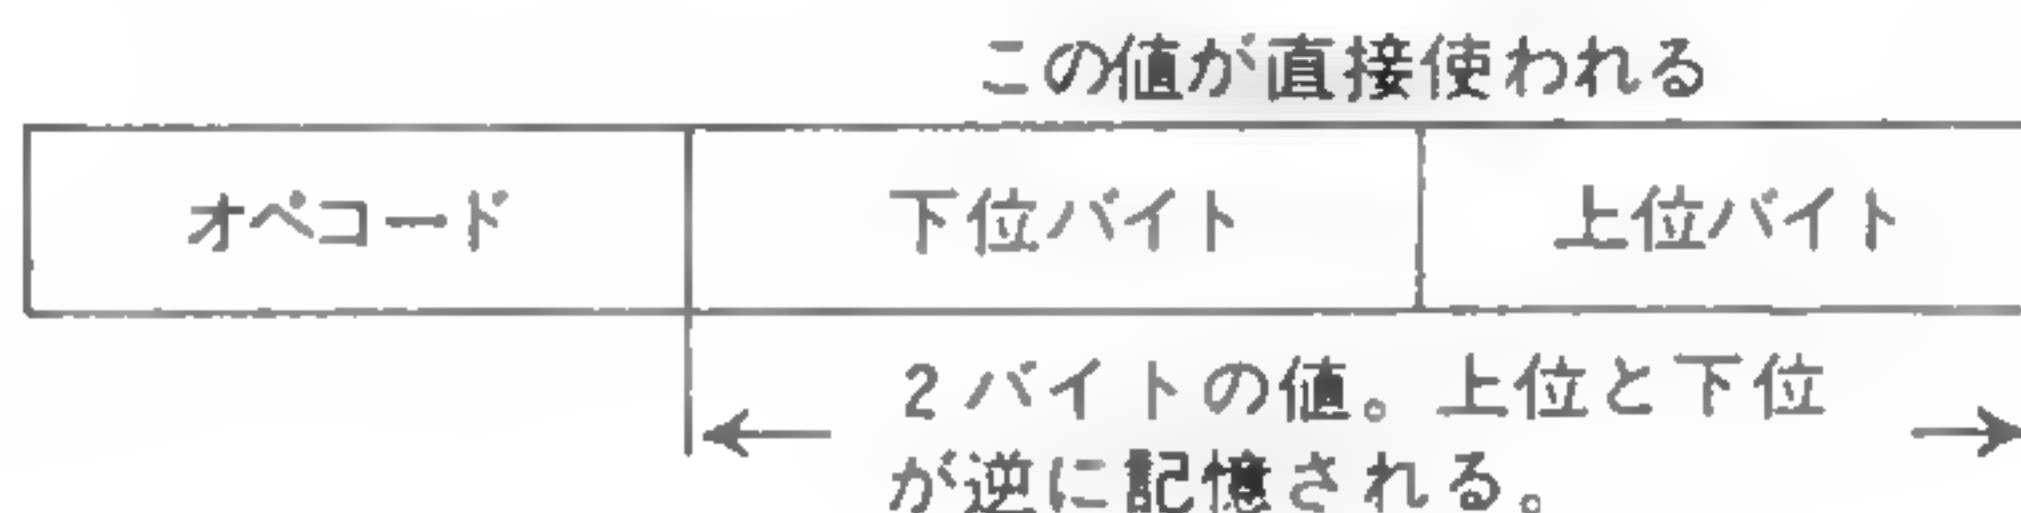 この値が直接使われる
オペコード 下位バイト 上位バイト
2バイトの値。上位と下位
が逆に記憶される。